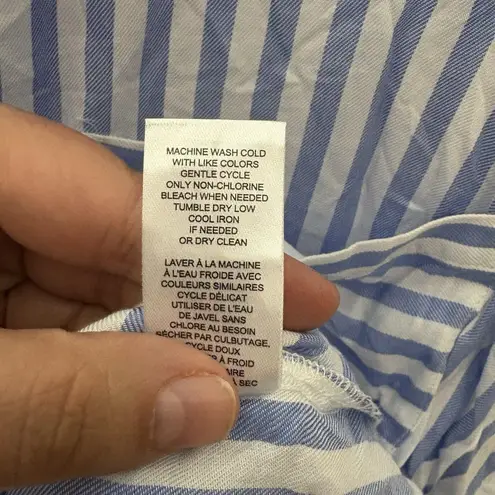 MACHINE WASH COLD
WITH LIKE COLORS
GENTLE CYCLE
ONLY NON-CHLORINE
BLEACH WHEN NEEDED
TUMBLE DRY LOW
COOL IRON
IF NEEDED
OR DRY CLEAN
LAVER À LA MACHINE
À L'EAU FROIDE AVEC
COULEURS SIMILAIRES
CYCLE DÉLICAT
UTILISER DE L'EAU
DE JAVEL SANS
CHLORE AU BESOIN
SÉCHER PAR CULBUTAGE,
CYCLE DOUX
À FROID
À SEC